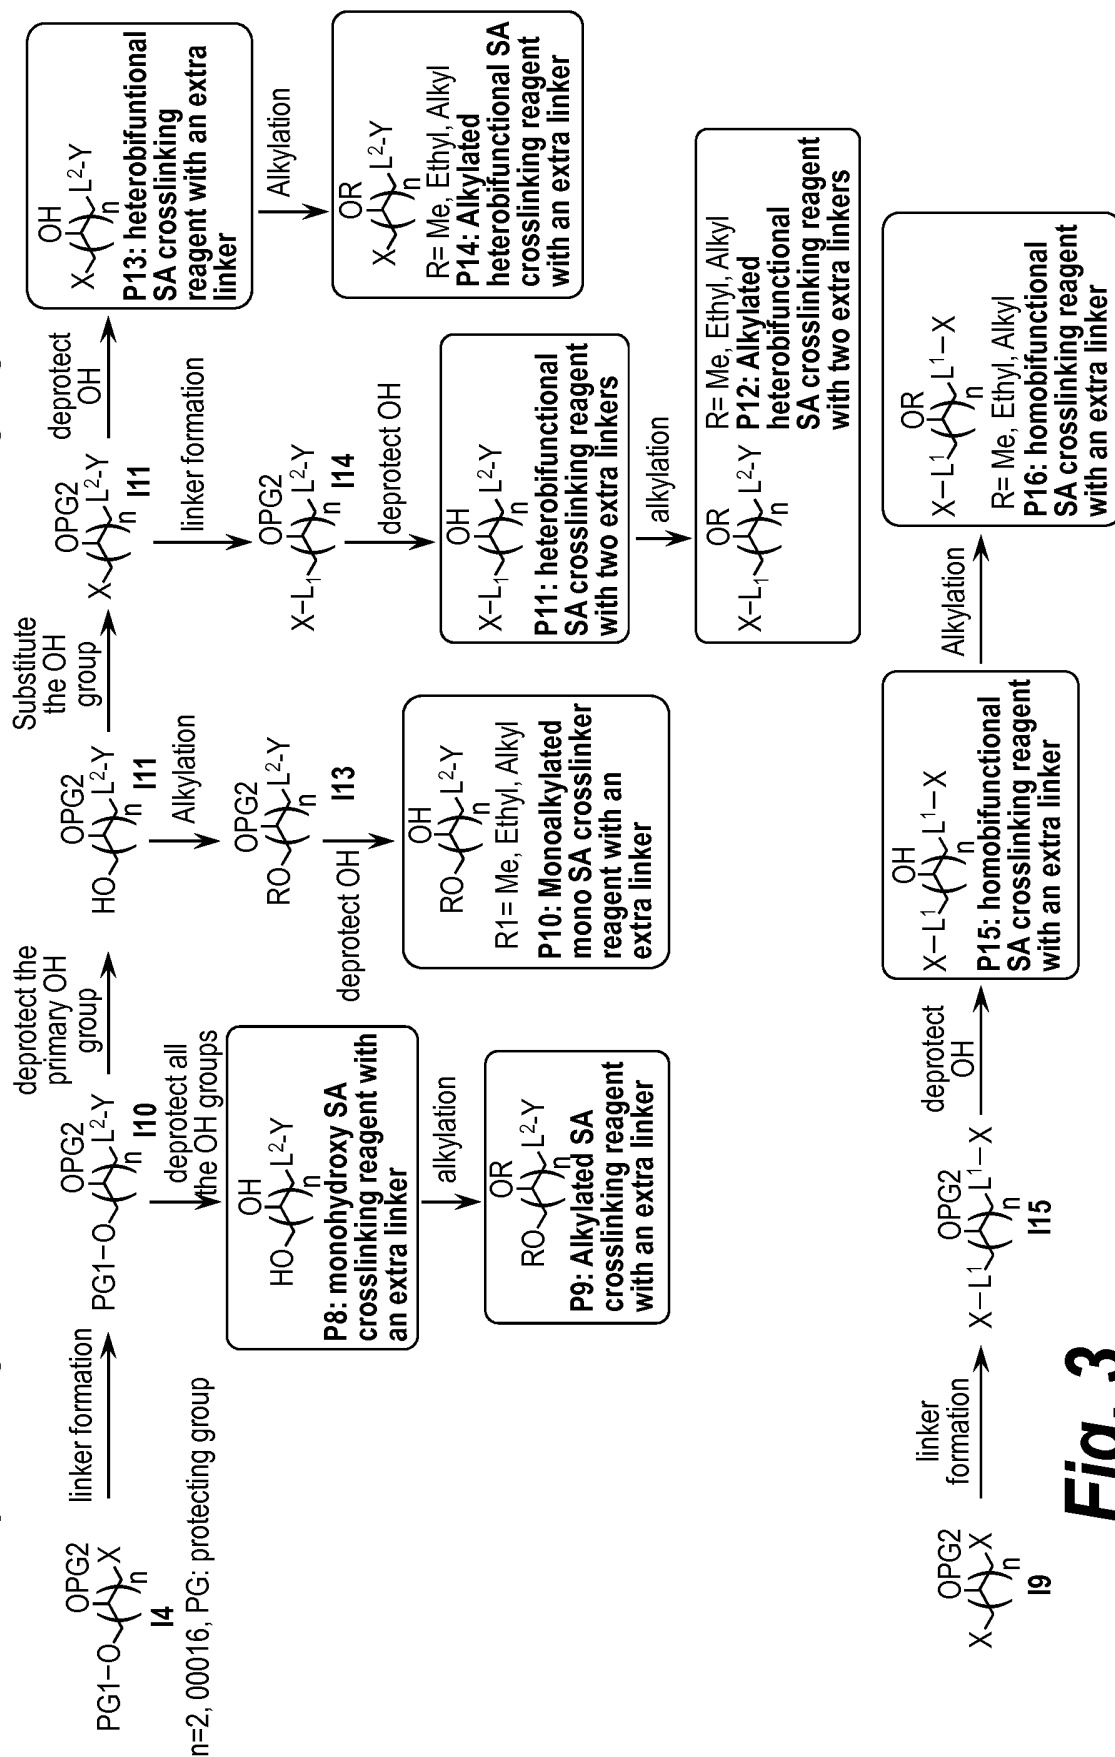 PG1–O OPG2 X n
I4
n=2, 00016, PG: protecting group
linker formation
PG1–O OPG2 L²-Y n
I10
deprotect the
primary OH
group
deprotect all
the OH groups
HO OH L²-Y n
P8: monohydroxy SA
crosslinking reagent with
an extra linker
alkylation
RO OR L²-Y n
P9: Alkylated SA
crosslinking reagent
with an extra linker
HO OPG2 L²-Y n
I11
Alkylation
RO OPG2 L²-Y n
I13
deprotect OH
RO OH L²-Y n
R1= Me, Ethyl, Alkyl
P10: Monoalkylated
mono SA crosslinker
reagent with an
extra linker
Substitute
the OH
group
X OPG2 L²-Y n
I11
linker formation
X–L₁ OPG2 L²-Y n
I14
deprotect OH
X–L₁ OH L²-Y n
P11: heterobifunctional
SA crosslinking reagent
with two extra linkers
alkylation
X–L₁ OR L²-Y n
R= Me, Ethyl, Alkyl
P12: Alkylated
heterobifunctional
SA crosslinking reagent
with two extra linkers
deprotect
OH
X OH L²-Y n
P13: heterobifuntional
SA crosslinking
reagent with an extra
linker
Alkylation
X OR L²-Y n
R= Me, Ethyl, Alkyl
P14: Alkylated
heterobifunctional SA
crosslinking reagent
with an extra linker
X OPG2 X n
I9
linker
formation
X–L¹ OPG2 L¹–X n
I15
deprotect
OH
X–L¹ OH L¹–X n
P15: homobifunctional
SA crosslinking reagent
with an extra linker
Alkylation
X–L¹ OR L¹–X n
R= Me, Ethyl, Alkyl
P16: homobifunctional
SA crosslinking reagent
with an extra linker
Fig. 3